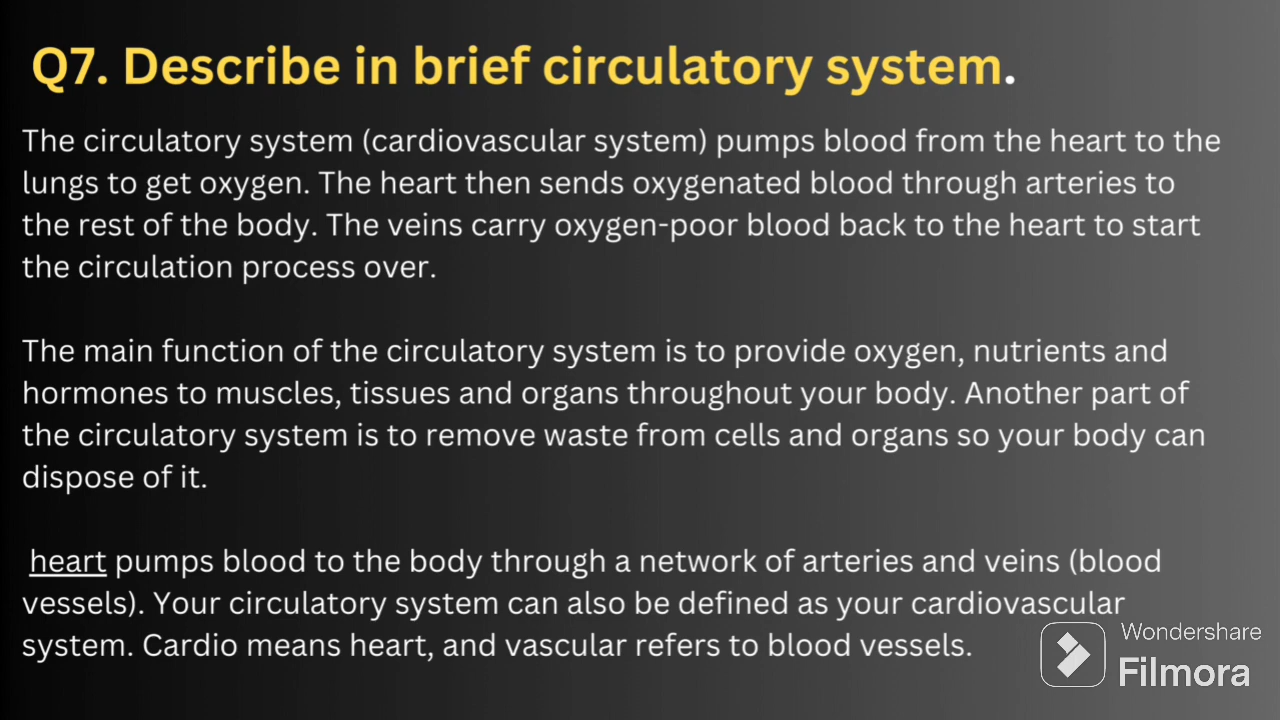 Q7. Describe in brief circulatory system.
The circulatory system (cardiovascular system) pumps blood from the heart to the
lungs to get oxygen. The heart then sends oxygenated blood through arteries to
the rest of the body. The veins carry oxygen-poor blood back to the heart to start
the circulation process over.
The main function of the circulatory system is to provide oxygen, nutrients and
hormones to muscles, tissues and organs throughout your body. Another part of
the circulatory system is to remove waste from cells and organs so your body can
dispose of it.
heart pumps blood to the body through a network of arteries and veins (blood
vessels). Your circulatory system can also be defined as your cardiovascular
system. Cardio means heart, and vascular refers to blood vessels.
Wondershare
Filmora